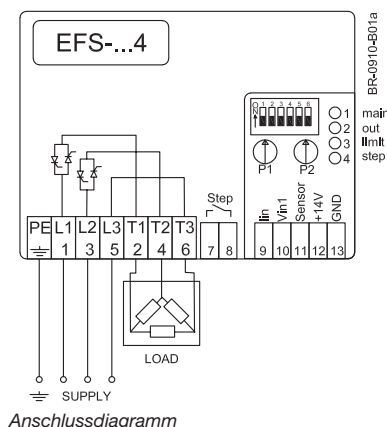 EFS-...4
BR-0910-B01a
O N 1 2 3 4 5 6
1 main
2 out
3 limit
4 step
P1 P2
Step
Iin Vin1 Sensor +14V GND
PE L1 L2 L3 T1 T2 T3
1 3 5 2 4 6 7 8 9 10 11 12 13
LOAD
SUPPLY
Anschlussdiagramm